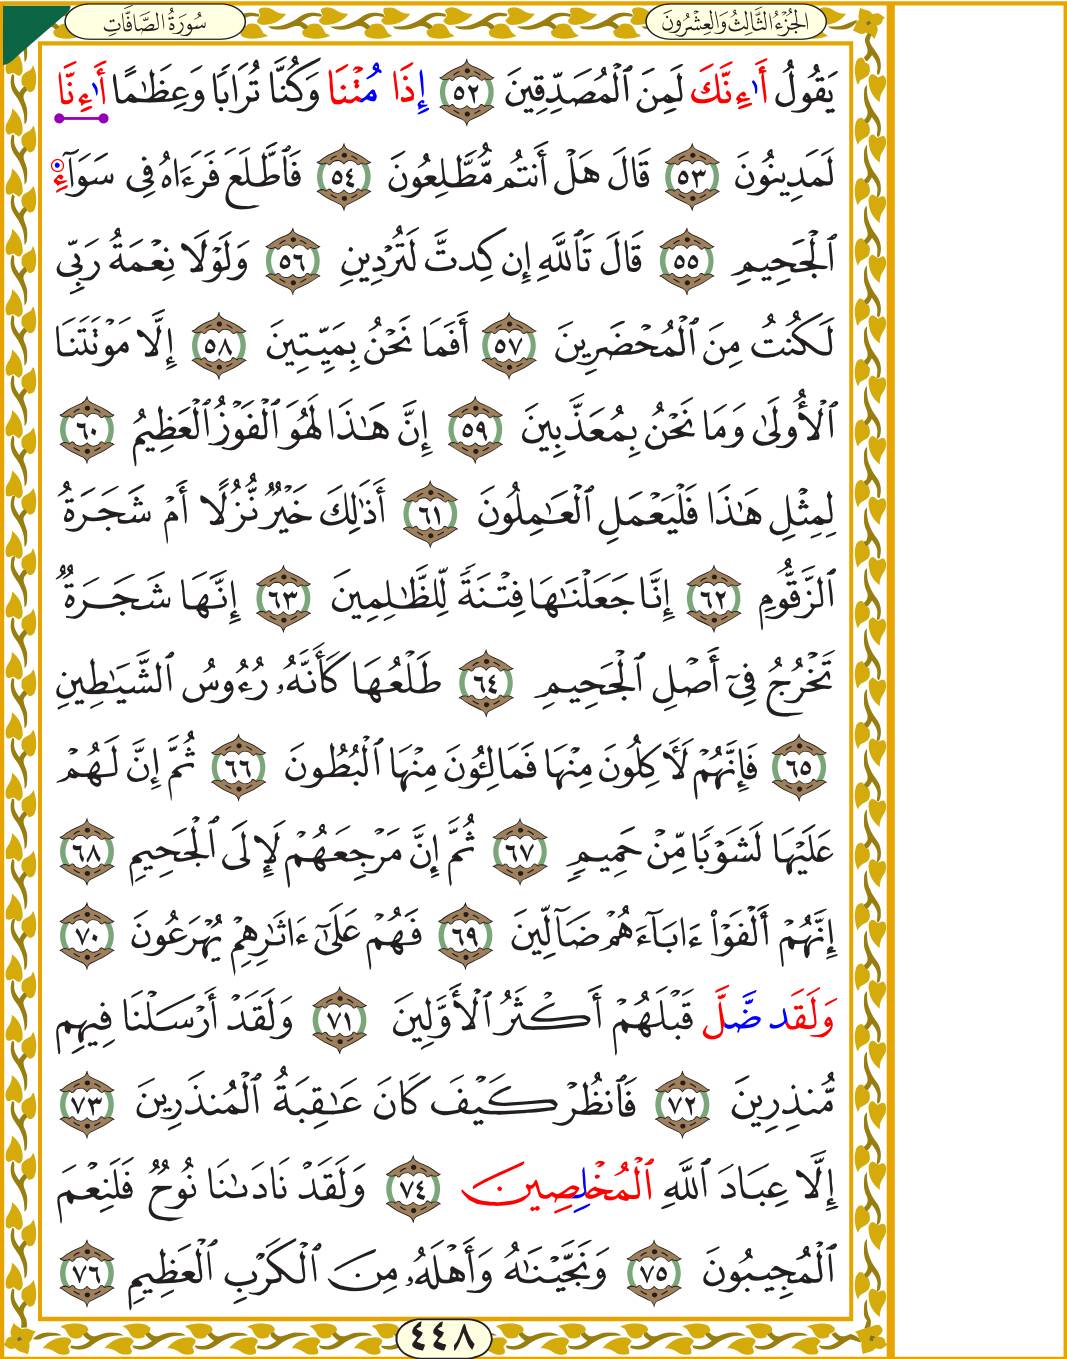 الجُزْءُ الثَّالِثُ وَالعِشْرُونَ
سُورَةُ الصَّافَّاتِ
يَقُولُ أَا۬ءِنَّكَ لَمِنَ ٱلْمُصَدِّقِينَ ٥٢ إِذَا مُتْنَا وَكُنَّا تُرَابًا وَعِظَٰمًا أَا۬ءِنَّا
لَمَدِينُونَ ٥٣ قَالَ هَلْ أَنتُم مُّطَّلِعُونَ ٥٤ فَٱطَّلَعَ فَرَءَاهُ فِى سَوَآءِ
ٱلْجَحِيمِ ٥٥ قَالَ تَٱللَّهِ إِن كِدتَّ لَتُرْدِينِ ٥٦ وَلَوْلَا نِعْمَةُ رَبِّى
لَكُنتُ مِنَ ٱلْمُحْضَرِينَ ٥٧ أَفَمَا نَحْنُ بِمَيِّتِينَ ٥٨ إِلَّا مَوْتَتَنَا
ٱلْأُولَىٰ وَمَا نَحْنُ بِمُعَذَّبِينَ ٥٩ إِنَّ هَٰذَا لَهُوَ ٱلْفَوْزُ ٱلْعَظِيمُ ٦٠
لِمِثْلِ هَٰذَا فَلْيَعْمَلِ ٱلْعَٰمِلُونَ ٦١ أَذَٰلِكَ خَيْرٌ نُّزُلًا أَمْ شَجَرَةُ
ٱلزَّقُّومِ ٦٢ إِنَّا جَعَلْنَٰهَا فِتْنَةً لِّلظَّٰلِمِينَ ٦٣ إِنَّهَا شَجَرَةٌ
تَخْرُجُ فِىٓ أَصْلِ ٱلْجَحِيمِ ٦٤ طَلْعُهَا كَأَنَّهُۥ رُءُوسُ ٱلشَّيَٰطِينِ
٦٥ فَإِنَّهُمْ لَءَاكِلُونَ مِنْهَا فَمَالِـُٔونَ مِنْهَا ٱلْبُطُونَ ٦٦ ثُمَّ إِنَّ لَهُمْ
عَلَيْهَا لَشَوْبًا مِّنْ حَمِيمٍ ٦٧ ثُمَّ إِنَّ مَرْجِعَهُمْ لَإِلَى ٱلْجَحِيمِ ٦٨
إِنَّهُمْ أَلْفَوْا۟ ءَابَآءَهُمْ ضَآلِّينَ ٦٩ فَهُمْ عَلَىٰٓ ءَاثَٰرِهِمْ يُهْرَعُونَ ٧٠
وَلَقَد ضَّلَّ قَبْلَهُمْ أَكْثَرُ ٱلْأَوَّلِينَ ٧١ وَلَقَدْ أَرْسَلْنَا فِيهِم
مُّنذِرِينَ ٧٢ فَٱنظُرْ كَيْفَ كَانَ عَٰقِبَةُ ٱلْمُنذَرِينَ ٧٣
إِلَّا عِبَادَ ٱللَّهِ ٱلْمُخْلِصِينَ ٧٤ وَلَقَدْ نَادَىٰنَا نُوحٌ فَلَنِعْمَ
ٱلْمُجِيبُونَ ٧٥ وَنَجَّيْنَٰهُ وَأَهْلَهُۥ مِنَ ٱلْكَرْبِ ٱلْعَظِيمِ ٧٦
٤٤٨